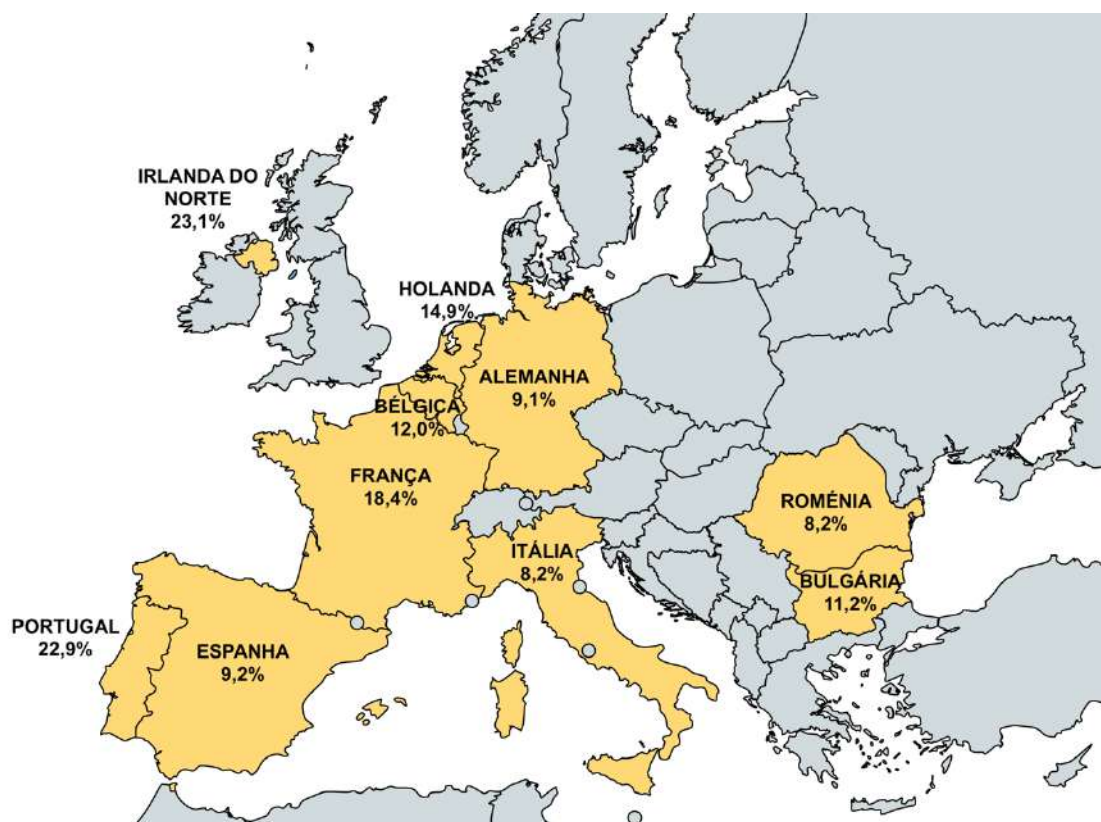 IRLANDA DO
NORTE
23,1%
HOLANDA
14,9%
ALEMANHA
9,1%
BÉLGICA
12,0%
FRANÇA
18,4%
ROMÉNIA
8,2%
ITÁLIA
8,2%
BULGÁRIA
11,2%
PORTUGAL
22,9%
ESPANHA
9,2%